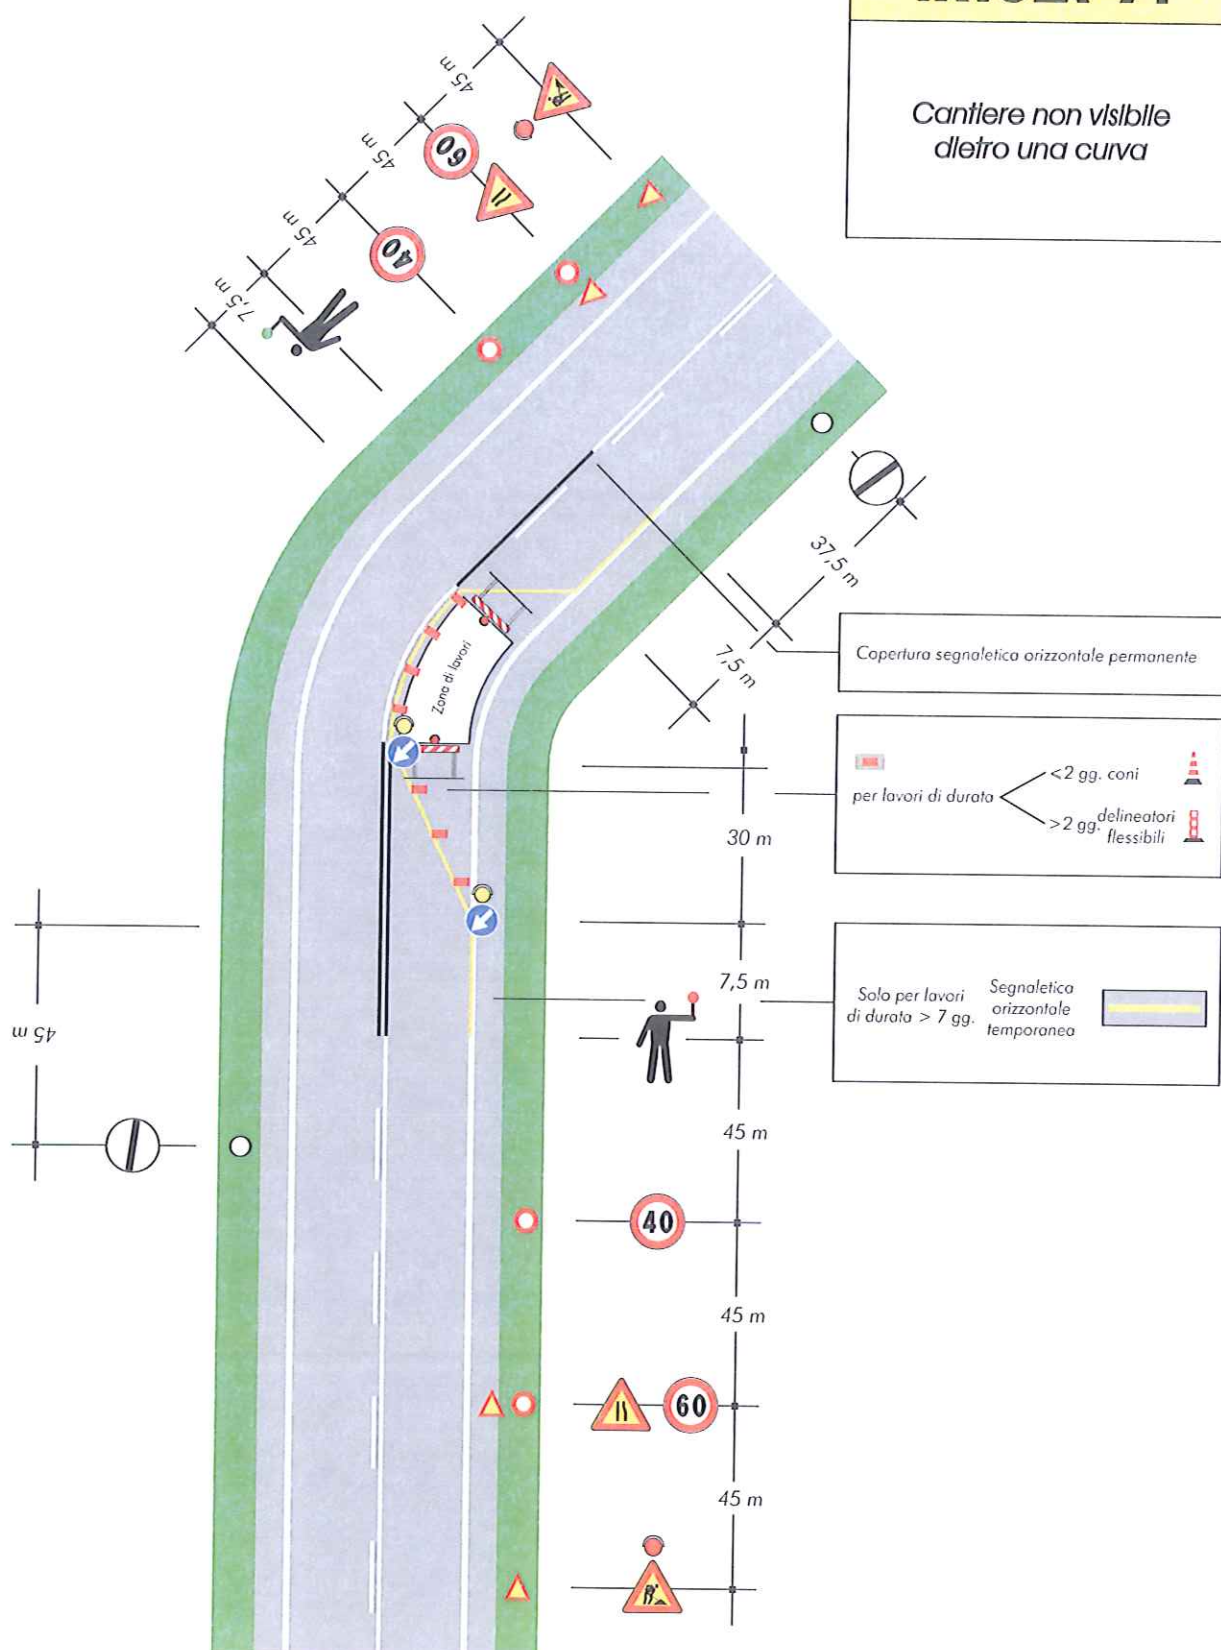 Cantiere non visibile
dietro una curva
45 m
60
45 m
40
45 m
7,5 m
37,5 m
7,5 m
Copertura segnaletica orizzontale permanente
Zona di lavori
per lavori di durata
<2 gg. coni
>2 gg. delineatori
flessibili
30 m
7,5 m
Solo per lavori
di durata > 7 gg.
Segnaletica
orizzontale
temporanea
45 m
45 m
40
45 m
60
45 m